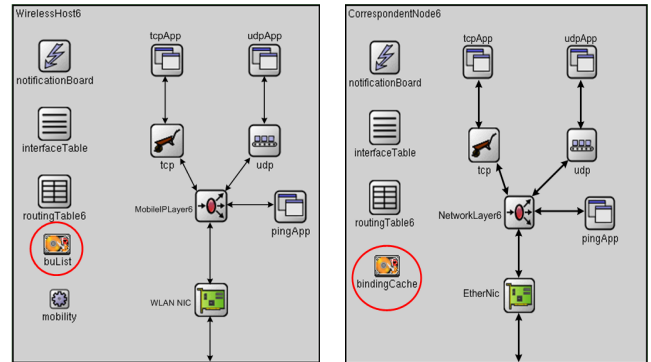 WirelessHost6
tcpApp
udpApp
notificationBoard
interfaceTable
tcp
udp
routingTable6
MobileIPLayer6
pingApp
buList
WLAN NIC
mobility
CorrespondentNode6
tcpApp
udpApp
notificationBoard
interfaceTable
tcp
udp
routingTable6
NetworkLayer6
pingApp
bindingCache
EtherNic